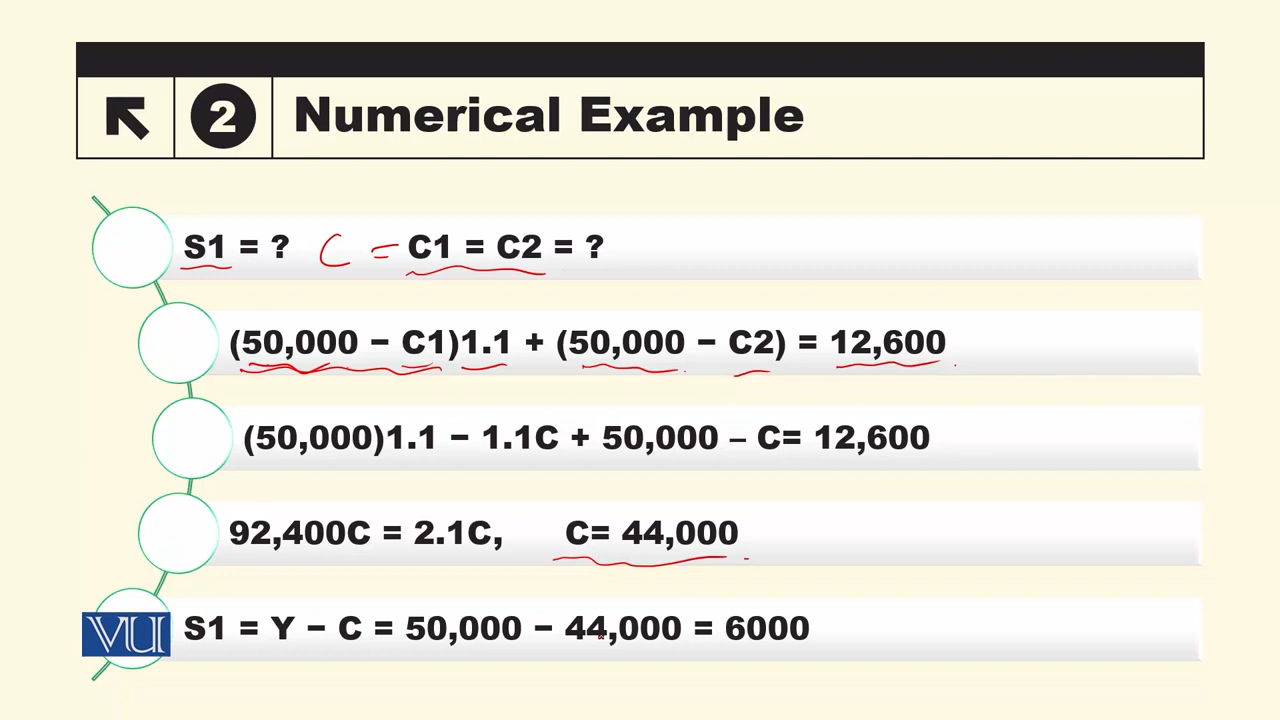 2 Numerical Example
S1 = ? C = C1 = C2 = ?
(50,000 − C1)1.1 + (50,000 − C2) = 12,600
(50,000)1.1 − 1.1C + 50,000 – C= 12,600
92,400C = 2.1C, C= 44,000
VU S1 = Y − C = 50,000 − 44,000 = 6000